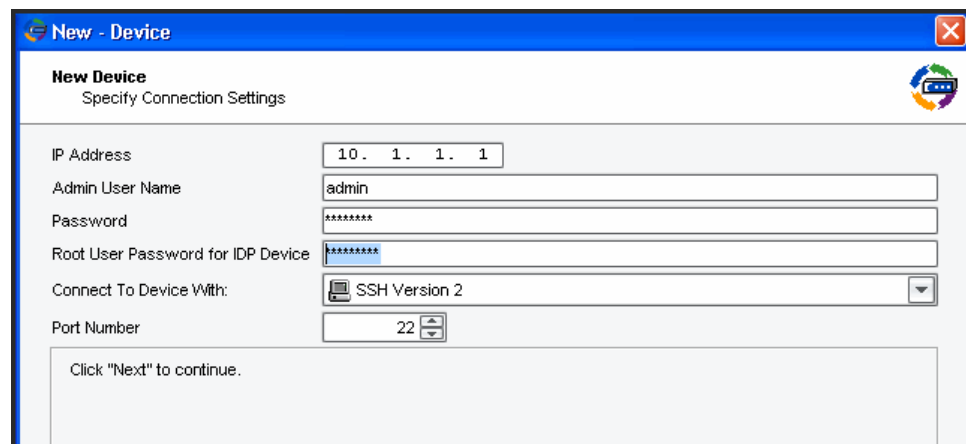 New - Device
New Device
Specify Connection Settings
IP Address 10. 1. 1. 1
Admin User Name admin
Password ********
Root User Password for IDP Device *********
Connect To Device With: SSH Version 2
Port Number 22
Click "Next" to continue.